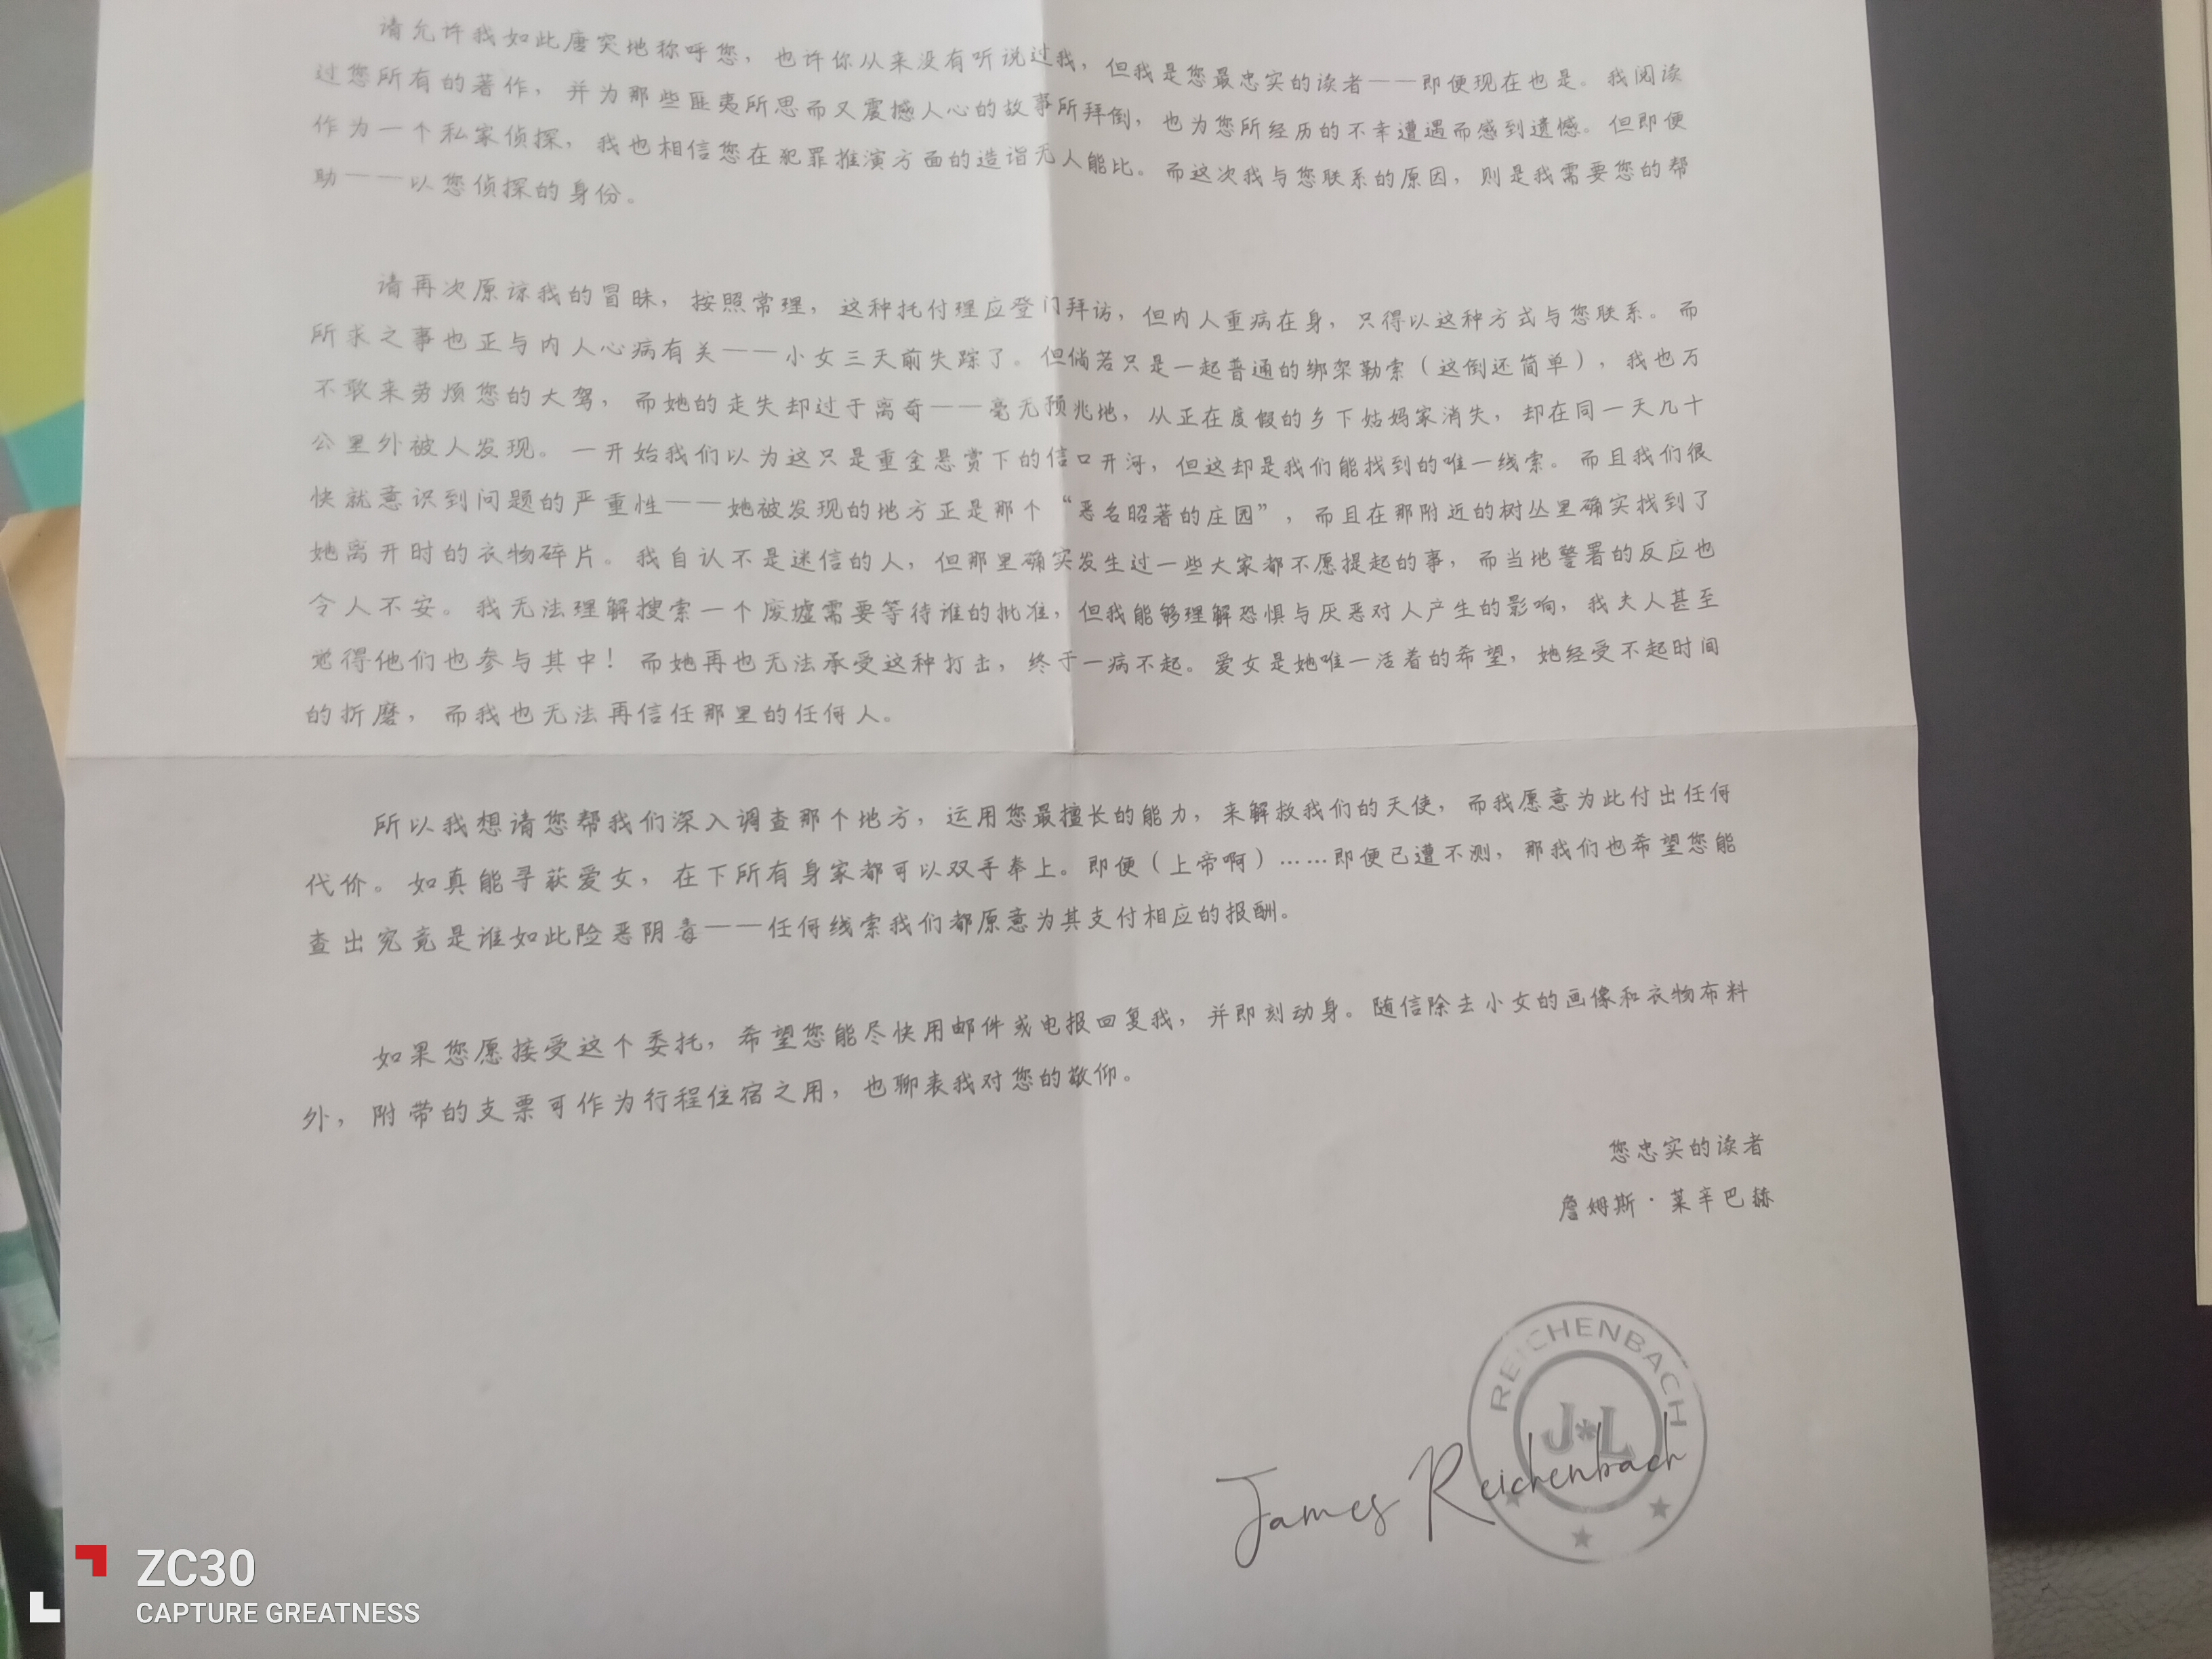 请允许我如此唐突地称呼您，也许你从来没有听说过我，但我是您最忠实的读者——即便现在也是。我阅读
过您所有的著作，并为那些匪夷所思而又震撼人心的故事所拜倒，也为您所经历的不幸遭遇而感到遗憾。但即便
作为一个私家侦探，我也相信您在犯罪推演方面的造诣无人能比。而这次我与您联系的原因，则是我需要您的帮
助——以您侦探的身份。
请再次原谅我的冒昧，按照常理，这种托付理应登门拜访，但内人重病在身，只得以这种方式与您联系。而
所求之事也正与内人心病有关——小女三天前失踪了。但倘若只是一起普通的绑架勒索（这倒还简单），我也万
不敢来劳烦您的大驾，而她的走失却过于离奇——毫无预兆地，从正在度假的乡下姑妈家消失，却在同一天几十
公里外被人发现。一开始我们以为这只是重金悬赏下的信口开河，但这却是我们能找到的唯一线索。而且我们很
快就意识到问题的严重性——她被发现的地方正是那个“恶名昭著的庄园”，而且在那附近的树丛里确实找到了
她离开时的衣物碎片。我自认不是迷信的人，但那里确实发生过一些大家都不愿提起的事，而当地警署的反应也
令人不安。我无法理解搜索一个废墟需要等待谁的批准，但我能够理解恐惧与厌恶对人产生的影响，我夫人甚至
觉得他们也参与其中！而她再也无法承受这种打击，终于一病不起。爱女是她唯一活着的希望，她经受不起时间
的折磨，而我也无法再信任那里的任何人。
所以我想请您帮我们深入调查那个地方，运用您最擅长的能力，来解救我们的天使，而我愿意为此付出任何
代价。如真能寻获爱女，在下所有身家都可以双手奉上。即便（上帝啊）……即便已遭不测，那我们也希望您能
查出究竟是谁如此险恶阴毒——任何线索我们都原意为其支付相应的报酬。
如果您愿接受这个委托，希望您能尽快用邮件或电报回复我，并即刻动身。随信除去小女的画像和衣物布料
外，附带的支票可作为行程住宿之用，也聊表我对您的敬仰。
您忠实的读者
詹姆斯·莱辛巴赫
REICHENBACH
J*L
James Reichenbach
ZC30
CAPTURE GREATNESS